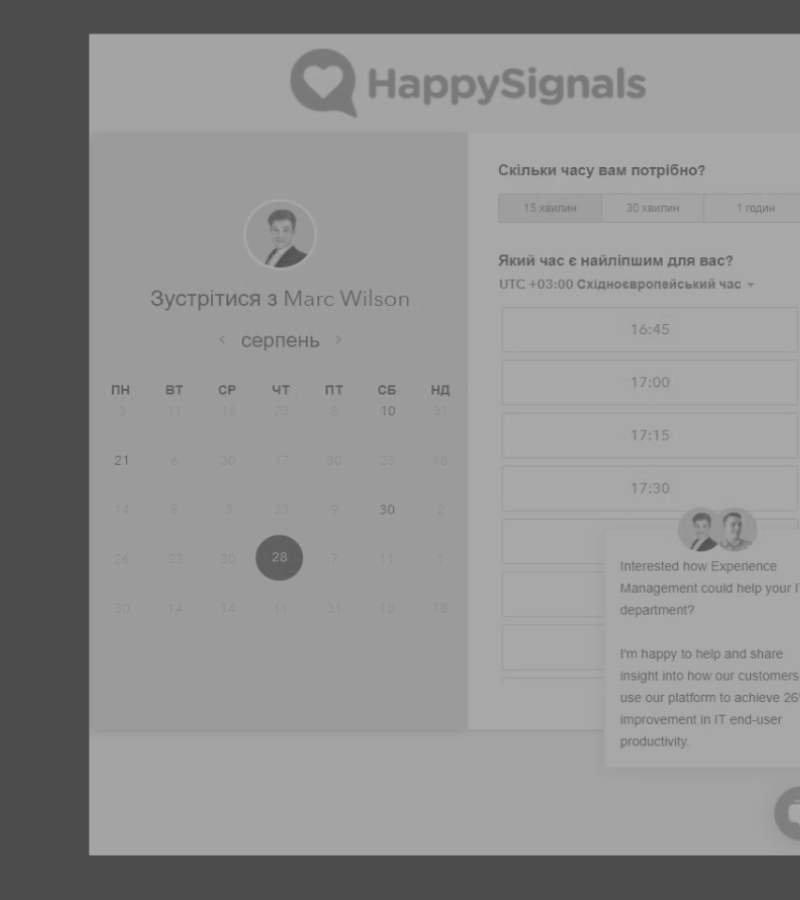 HappySignals
Зустрітися з Marc Wilson
серпень
ПН ВТ СР ЧТ ПТ СБ НД
3 11 16 23 8 10 31
21 6 30 17 30 23 18
14 5 3 23 9 30 2
26 23 30 28 7 11 1
30 14 14 11 31 18 18
Скільки часу вам потрібно?
15 хвилин 30 хвилин 1 годин
Який час є найліпшим для вас?
UTC +03:00 Східноєвропейський час
16:45
17:00
17:15
17:30
Interested how Experience
Management could help your IT
department?
I'm happy to help and share
insight into how our customers
use our platform to achieve 26
improvement in IT end-user
productivity.